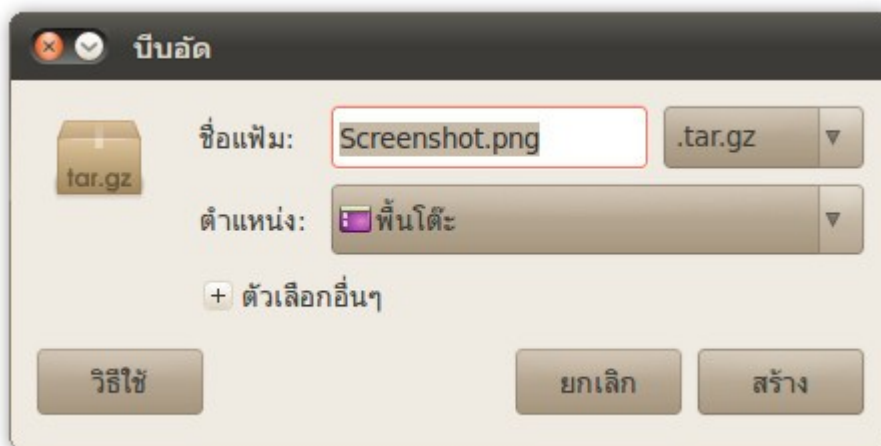 บีบอัด
tar.gz
ชื่อแฟ้ม: Screenshot.png .tar.gz
ตำแหน่ง: พื้นโต๊ะ
+ ตัวเลือกอื่นๆ
วิธีใช้ ยกเลิก สร้าง